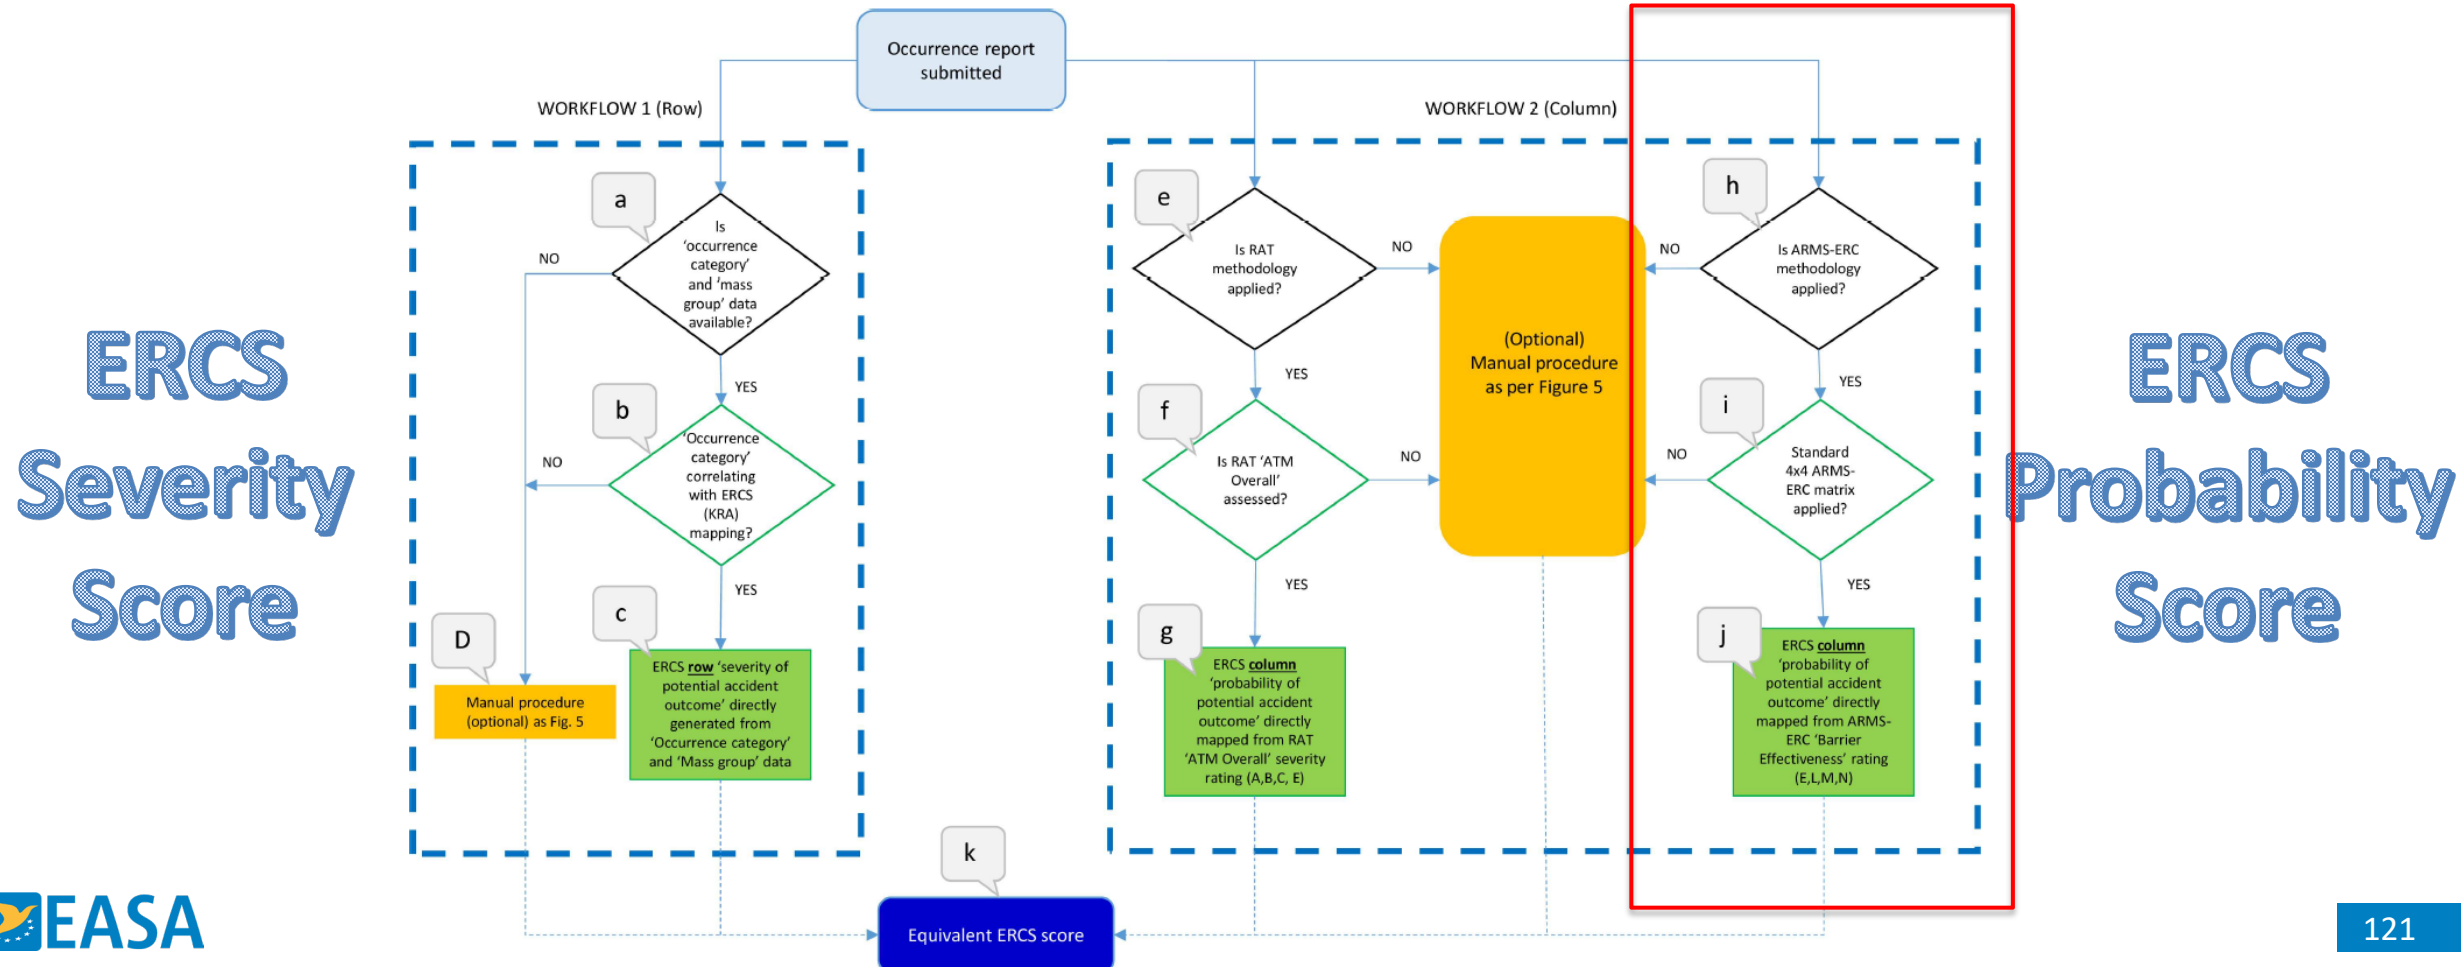 Occurrence report
submitted
WORKFLOW 1 (Row)
WORKFLOW 2 (Column)
a
Is
'occurrence
category'
and 'mass
group' data
available?
NO
YES
b
'Occurrence
category'
correlating
with ERCS
(KRA)
mapping?
NO
YES
c
ERCS row 'severity of
potential accident
outcome' directly
generated from
'Occurrence category'
and 'Mass group' data
D
Manual procedure
(optional) as Fig. 5
e
Is RAT
methodology
applied?
NO
YES
f
Is RAT 'ATM
Overall'
assessed?
NO
YES
g
ERCS column
'probability of
potential accident
outcome' directly
mapped from RAT
'ATM Overall' severity
rating (A,B,C, E)
(Optional)
Manual procedure
as per Figure 5
h
Is ARMS-ERC
methodology
applied?
NO
YES
i
Standard
4x4 ARMS-
ERC matrix
applied?
NO
YES
j
ERCS column
'probability of
potential accident
outcome' directly
mapped from ARMS-
ERC 'Barrier
Effectiveness' rating
(E,L,M,N)
k
Equivalent ERCS score
ERCS
Severity
Score
ERCS
Probability
Score
EASA
121